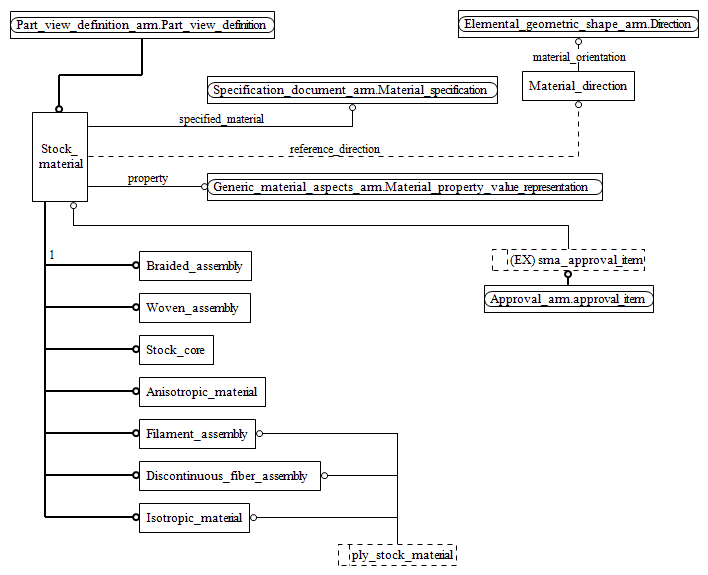 Part_view_definition_arm.Part_view_definition
Elemental_geometric_shape_arm.Direction
material_orientation
Specification_document_arm.Material_specification
Material_direction
specified_material
Stock_
material
reference_direction
property
Generic_material_aspects_arm.Material_property_value_representation
1
(EX) sma_approval_item
Braided_assembly
Approval_arm.approval_item
Woven_assembly
Stock_core
Anisotropic_material
Filament_assembly
Discontinuous_fiber_assembly
Isotropic_material
ply_stock_material